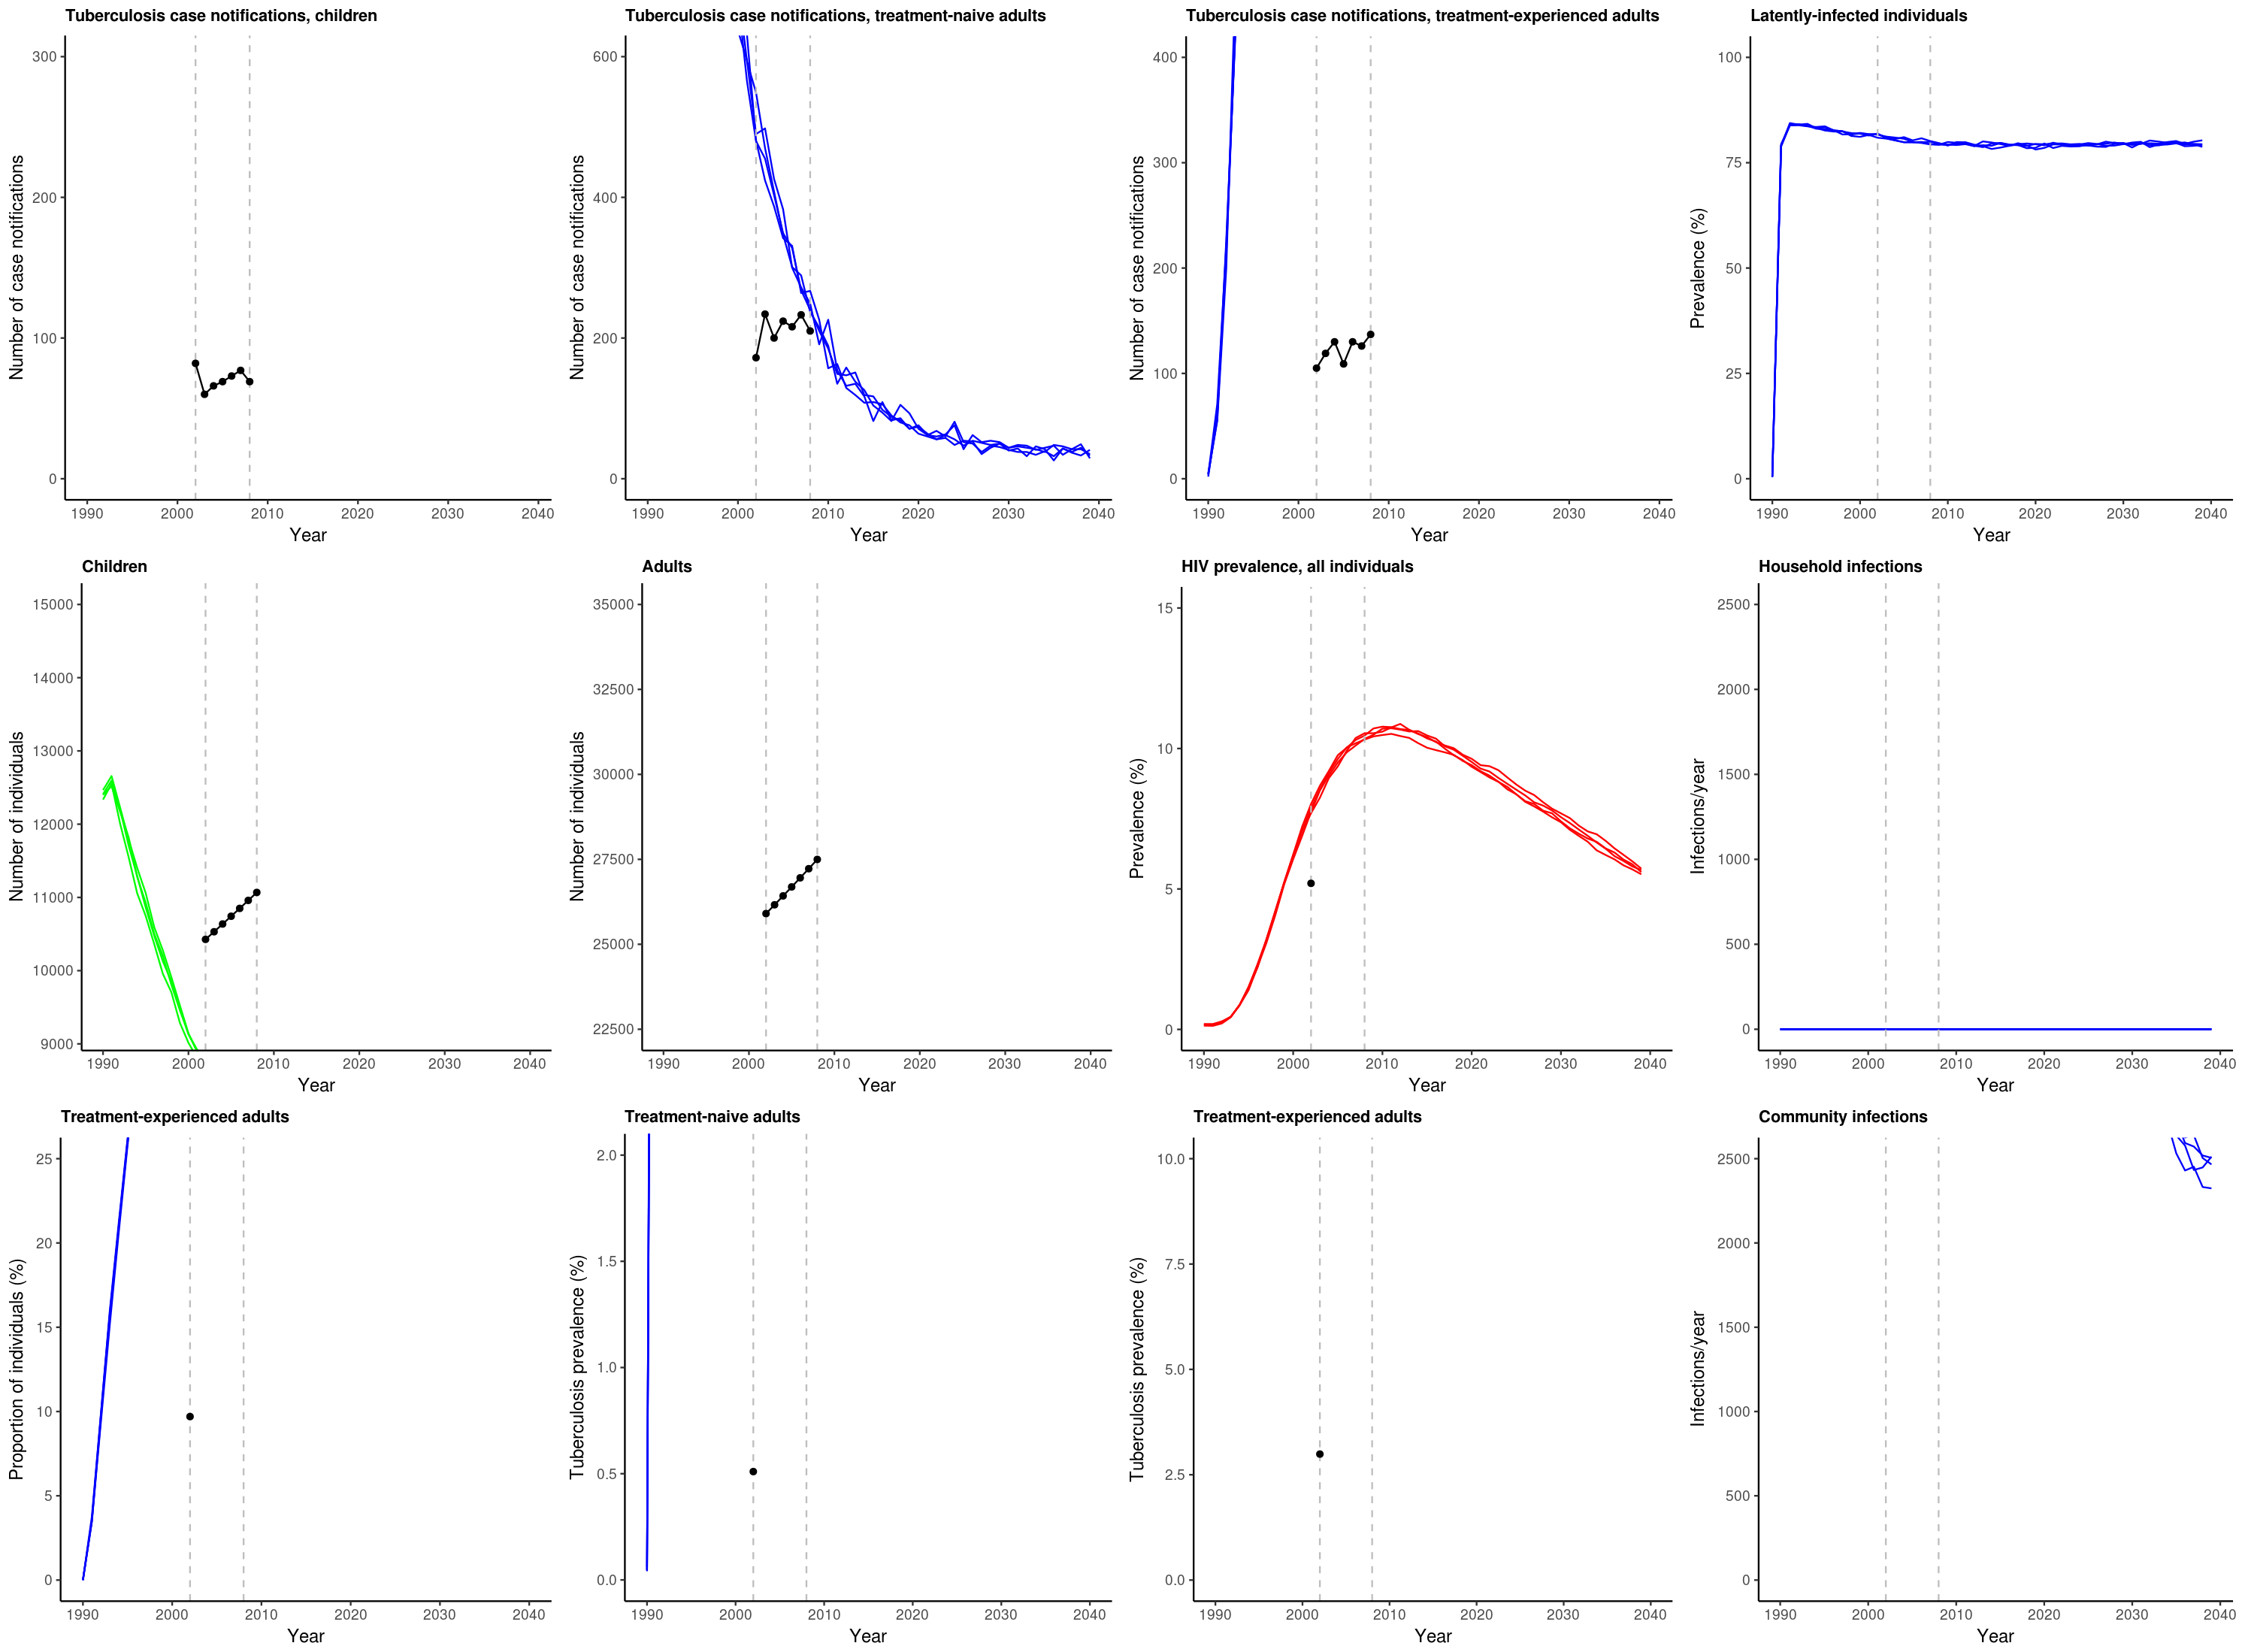 Tuberculosis case notifications, children
Number of case notifications
300
200
100
0
1990 2000 2010 2020 2030 2040
Year
Tuberculosis case notifications, treatment-naive adults
Number of case notifications
600
400
200
0
1990 2000 2010 2020 2030 2040
Year
Tuberculosis case notifications, treatment-experienced adults
Number of case notifications
400
300
200
100
0
1990 2000 2010 2020 2030 2040
Year
Latently-infected individuals
Prevalence (%)
100
75
50
25
0
1990 2000 2010 2020 2030 2040
Year
Children
Number of individuals
15000
14000
13000
12000
11000
10000
9000
1990 2000 2010 2020 2030 2040
Year
Adults
Number of individuals
35000
32500
30000
27500
25000
22500
1990 2000 2010 2020 2030 2040
Year
HIV prevalence, all individuals
Prevalence (%)
15
10
5
0
1990 2000 2010 2020 2030 2040
Year
Household infections
Infections/year
2500
2000
1500
1000
500
0
1990 2000 2010 2020 2030 2040
Year
Treatment-experienced adults
Proportion of individuals (%)
25
20
15
10
5
0
1990 2000 2010 2020 2030 2040
Year
Treatment-naive adults
Tuberculosis prevalence (%)
2.0
1.5
1.0
0.5
0.0
1990 2000 2010 2020 2030 2040
Year
Treatment-experienced adults
Tuberculosis prevalence (%)
10.0
7.5
5.0
2.5
0.0
1990 2000 2010 2020 2030 2040
Year
Community infections
Infections/year
2500
2000
1500
1000
500
0
1990 2000 2010 2020 2030 2040
Year